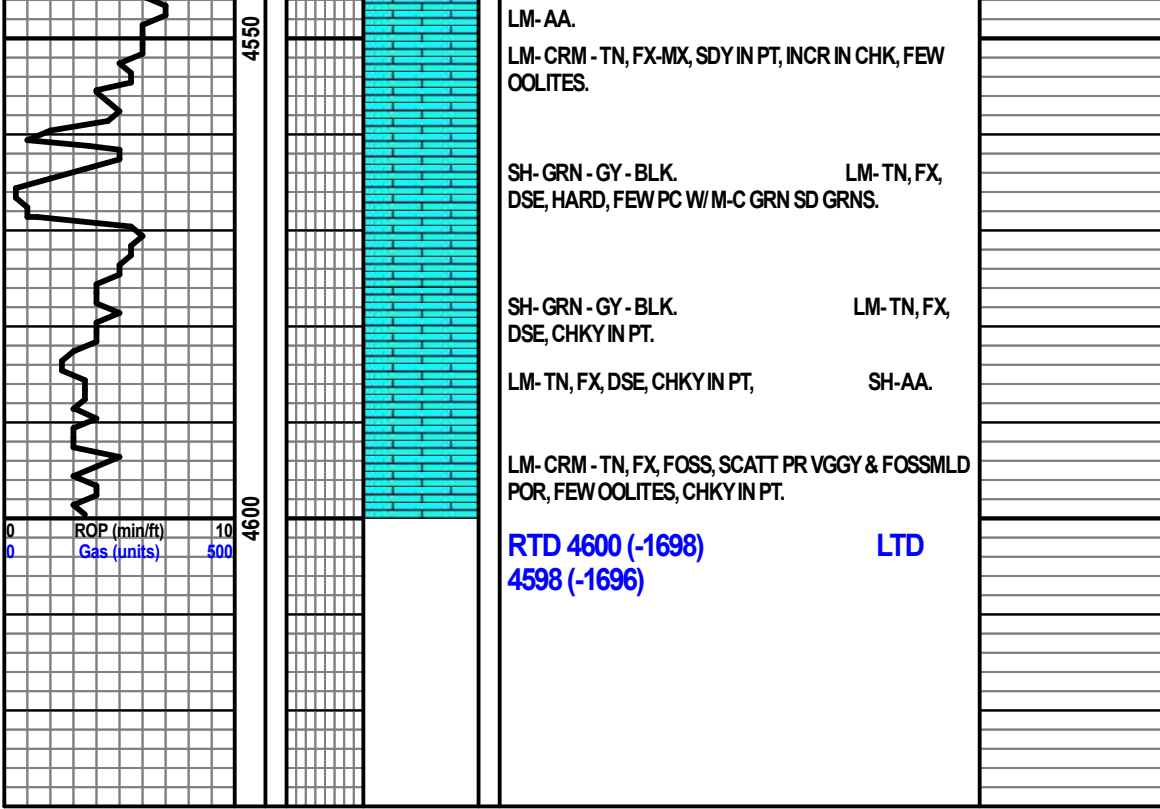 LM- AA.
4550
LM- CRM - TN, FX-MX, SDY IN PT, INCR IN CHK, FEW
OOLITES.
SH- GRN - GY - BLK. LM- TN, FX,
DSE, HARD, FEW PC W/ M-C GRN SD GRNS.
SH- GRN - GY - BLK. LM- TN, FX,
DSE, CHKY IN PT.
LM- TN, FX, DSE, CHKY IN PT, SH-AA.
LM- CRM - TN, FX, FOSS, SCATT PR VGGY & FOSSMLD
POR, FEW OOLITES, CHKY IN PT.
4600
0 ROP (min/ft) 10
0 Gas (units) 500
RTD 4600 (-1698) LTD
4598 (-1696)